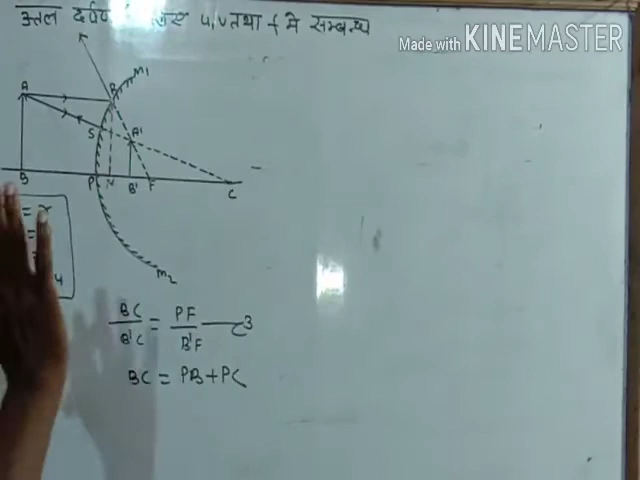 उत्तल दर्पण u, v तथा f में सम्बन्ध
Made with KINEMASTER
M1
A
R
S
A'
B
P
N
B'
F
C
= r
=
u
M2
BC/B'C = PF/B'F — 3
BC = PB + PC